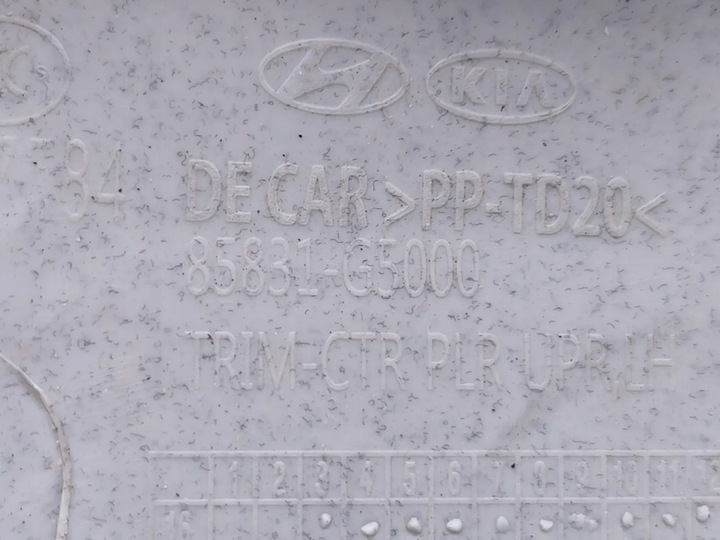 KIA
84
DE CAR >PP-TD20<
85831-G5000
TRIM-CTR PLR UPR,LH
1 2 3 4 5 6 7 8 9 10 11
16